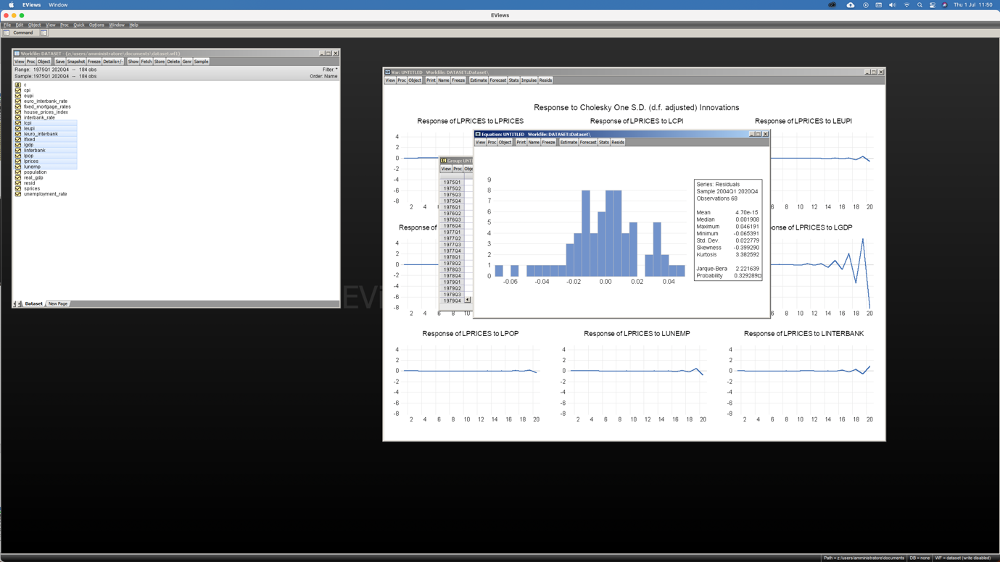 EViews Window
Thu 1 Jul 11:50
EViews
File Edit Object View Proc Quick Options Window Help
Command
Workfile: DATASET - (z:/users/amministratore\documents\dataset.wf1)
View Proc Object Save Snapshot Freeze Details+/- Show Fetch Store Delete Genr Sample
Range: 1975Q1 2020Q4 -- 184 obs Filter: *
Sample: 1975Q1 2020Q4 -- 184 obs Order: Name
c
cpi
eupi
euro_interbank_rate
fixed_mortgage_rates
house_prices_index
interbank_rate
lcpi
leupi
leuro_interbank
lfixed
lgdp
linterbank
lpop
lprices
lunemp
population
real_gdp
resid
sprices
unemployment_rate
Dataset New Page
Var: UNTITLED Workfile: DATASET::Dataset\
View Proc Object Print Name Freeze Estimate Forecast Stats Impulse Resids
Response to Cholesky One S.D. (d.f. adjusted) Innovations
Response of LPRICES to LPRICES
Response of LPRICES to LCPI
Response of LPRICES to LEUPI
4
2
0
-2
-4
-6
-8
2 4
10 12 14 16 18 20
Response of
LPRICES to LGDP
4
2
0
-2
-4
-6
-8
2 4 6 8 10
10 12 14 16 18 20
Group: UNTI
View Proc Obje
1975Q1
1975Q2
1975Q3
1975Q4
1976Q1
1976Q2
1976Q3
1976Q4
1977Q1
1977Q2
1977Q3
1977Q4
1978Q1
1978Q2
1978Q3
1978Q4
1979Q1
1979Q2
1979Q3
1979Q4
Equation: UNTITLED Workfile: DATASET::Dataset\
View Proc Object Print Name Freeze Estimate Forecast Stats Resids
9
8
7
6
5
4
3
2
1
0
-0.06 -0.04 -0.02 0.00 0.02 0.04
Series: Residuals
Sample 2004Q1 2020Q4
Observations 68
Mean 4.70e-15
Median 0.001908
Maximum 0.046191
Minimum -0.065391
Std. Dev. 0.022779
Skewness -0.399290
Kurtosis 3.382592
Jarque-Bera 2.221639
Probability 0.329289
Response of LPRICES to LPOP
4
2
0
-2
-4
-6
-8
2 4 6 8 10 12 14 16 18 20
Response of LPRICES to LUNEMP
4
2
0
-2
-4
-6
-8
2 4 6 8 10 12 14 16 18 20
Response of LPRICES to LINTERBANK
4
2
0
-2
-4
-6
-8
2 4 6 8 10 12 14 16 18 20
EVi
Path = z:/users/amministratore\documents DB = none WF = dataset (write disabled)